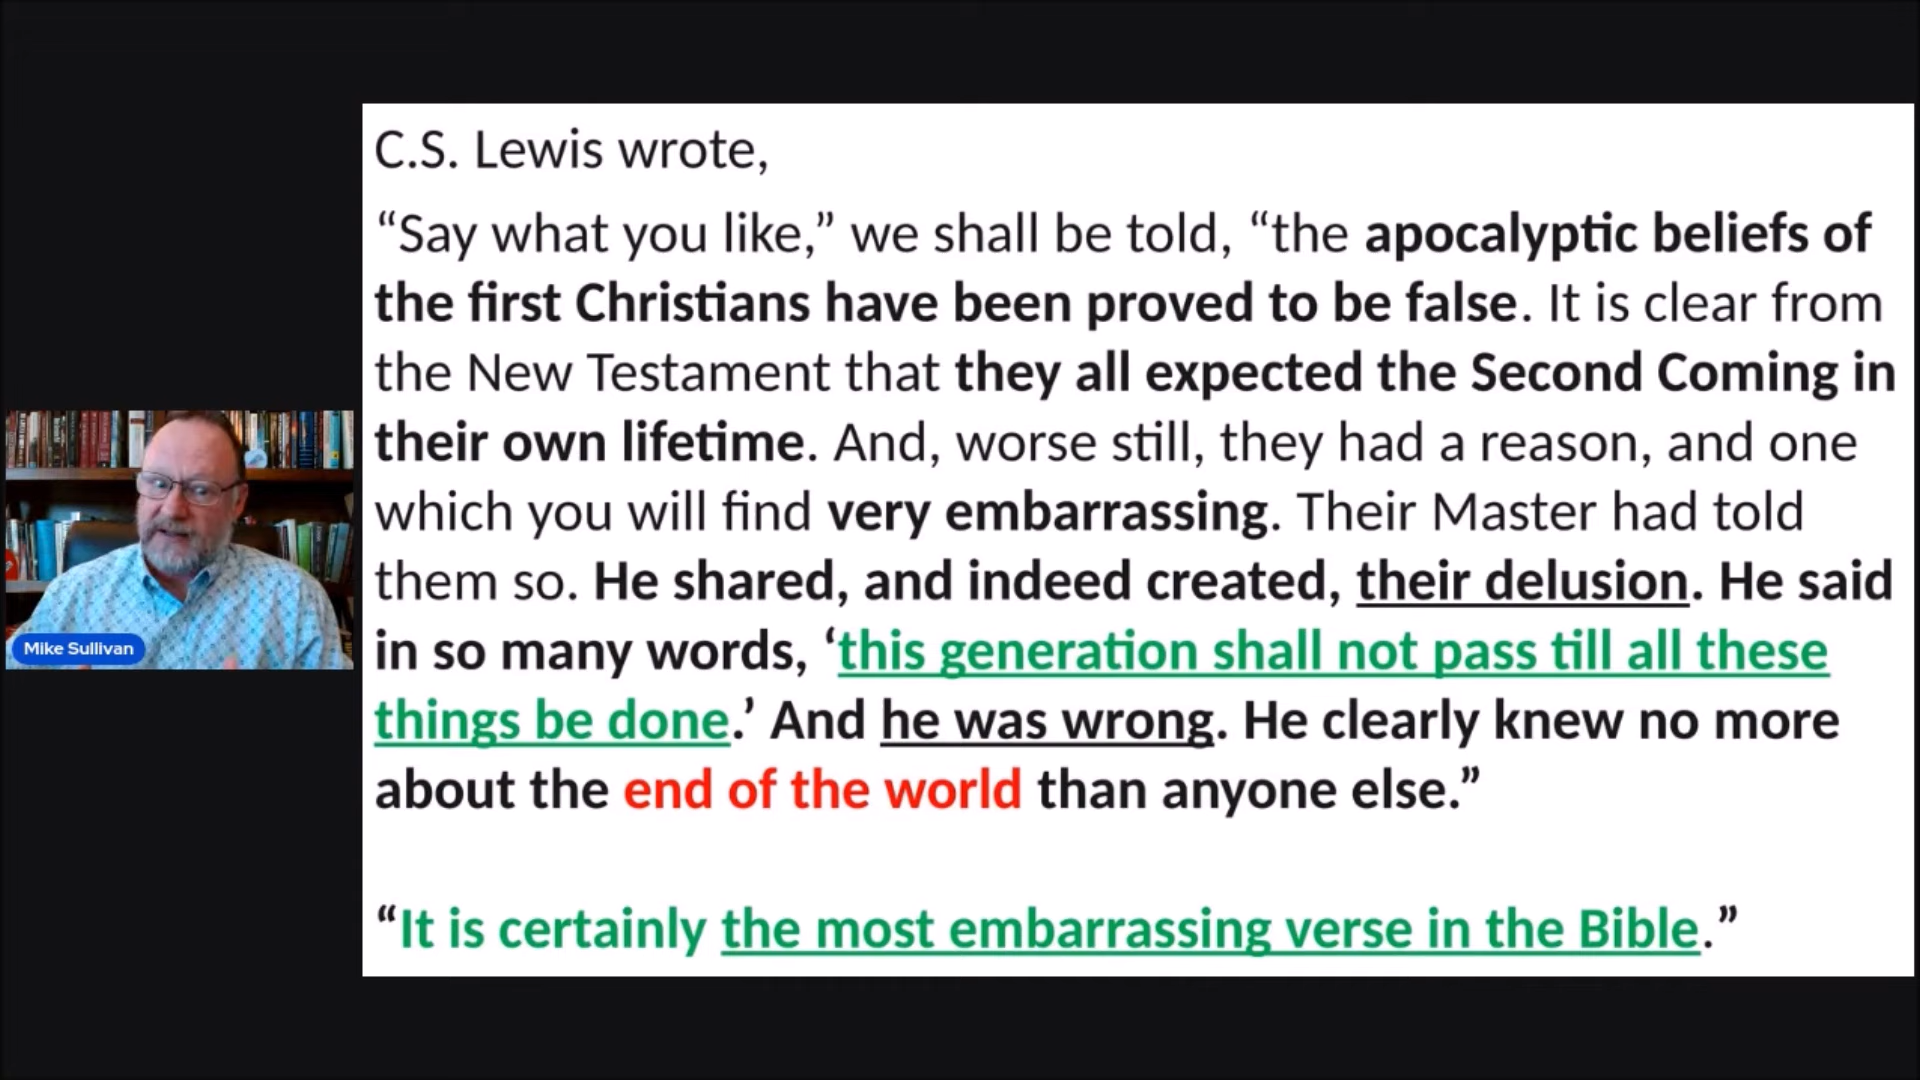 C.S. Lewis wrote,
“Say what you like,” we shall be told, “the apocalyptic beliefs of
the first Christians have been proved to be false. It is clear from
the New Testament that they all expected the Second Coming in
their own lifetime. And, worse still, they had a reason, and one
which you will find very embarrassing. Their Master had told
them so. He shared, and indeed created, their delusion. He said
in so many words, ‘this generation shall not pass till all these
things be done.’ And he was wrong. He clearly knew no more
about the end of the world than anyone else.”
“It is certainly the most embarrassing verse in the Bible.”
Mike Sullivan